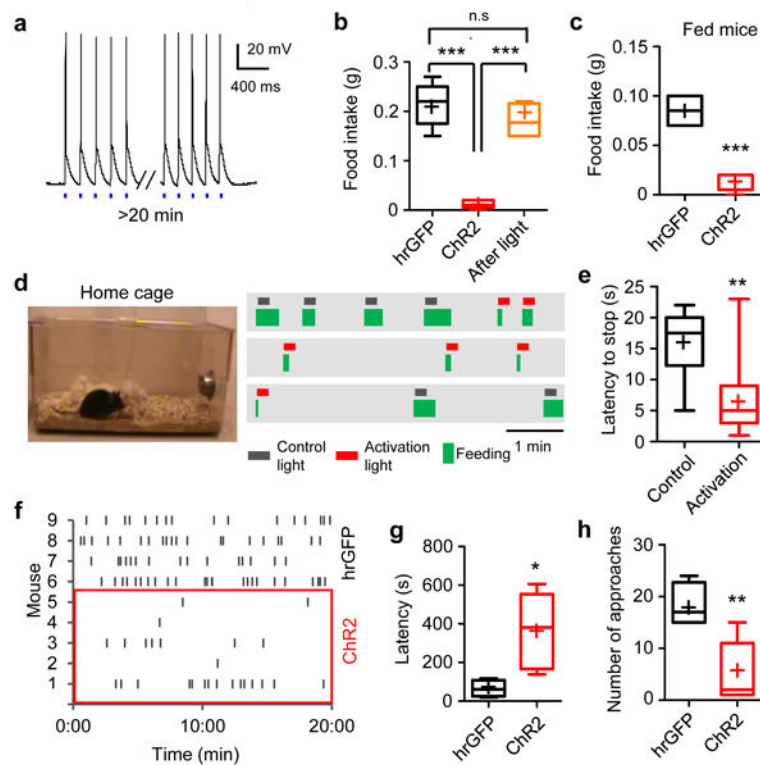 a
20 mV
400 ms
>20 min
b
n.s
***
***
Food intake (g)
0.3
0.2
0.1
0
hrGFP
ChR2
After light
c
Fed mice
Food intake (g)
0.15
0.10
0.05
0
***
hrGFP
ChR2
d
Home cage
1 min
Control light
Activation light
Feeding
e
Latency to stop (s)
25
20
15
10
5
0
**
Control
Activation
f
Mouse
9
8
7
6
5
4
3
2
1
hrGFP
ChR2
0:00
10:00
20:00
Time (min)
g
Latency (s)
800
600
400
200
0
*
hrGFP
ChR2
h
Number of approaches
30
20
10
0
**
hrGFP
ChR2